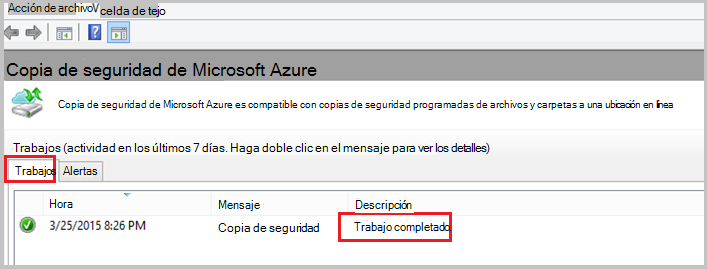 Acción de archivoV celda de tejo
Copia de seguridad de Microsoft Azure
Copia de seguridad de Microsoft Azure es compatible con copias de seguridad programadas de archivos y carpetas a una ubicación en línea
Trabajos (actividad en los últimos 7 días. Haga doble clic en el mensaje para ver los detalles)
Trabajos Alertas
Hora Mensaje Descripción
3/25/2015 8:26 PM Copia de seguridad Trabajo completado